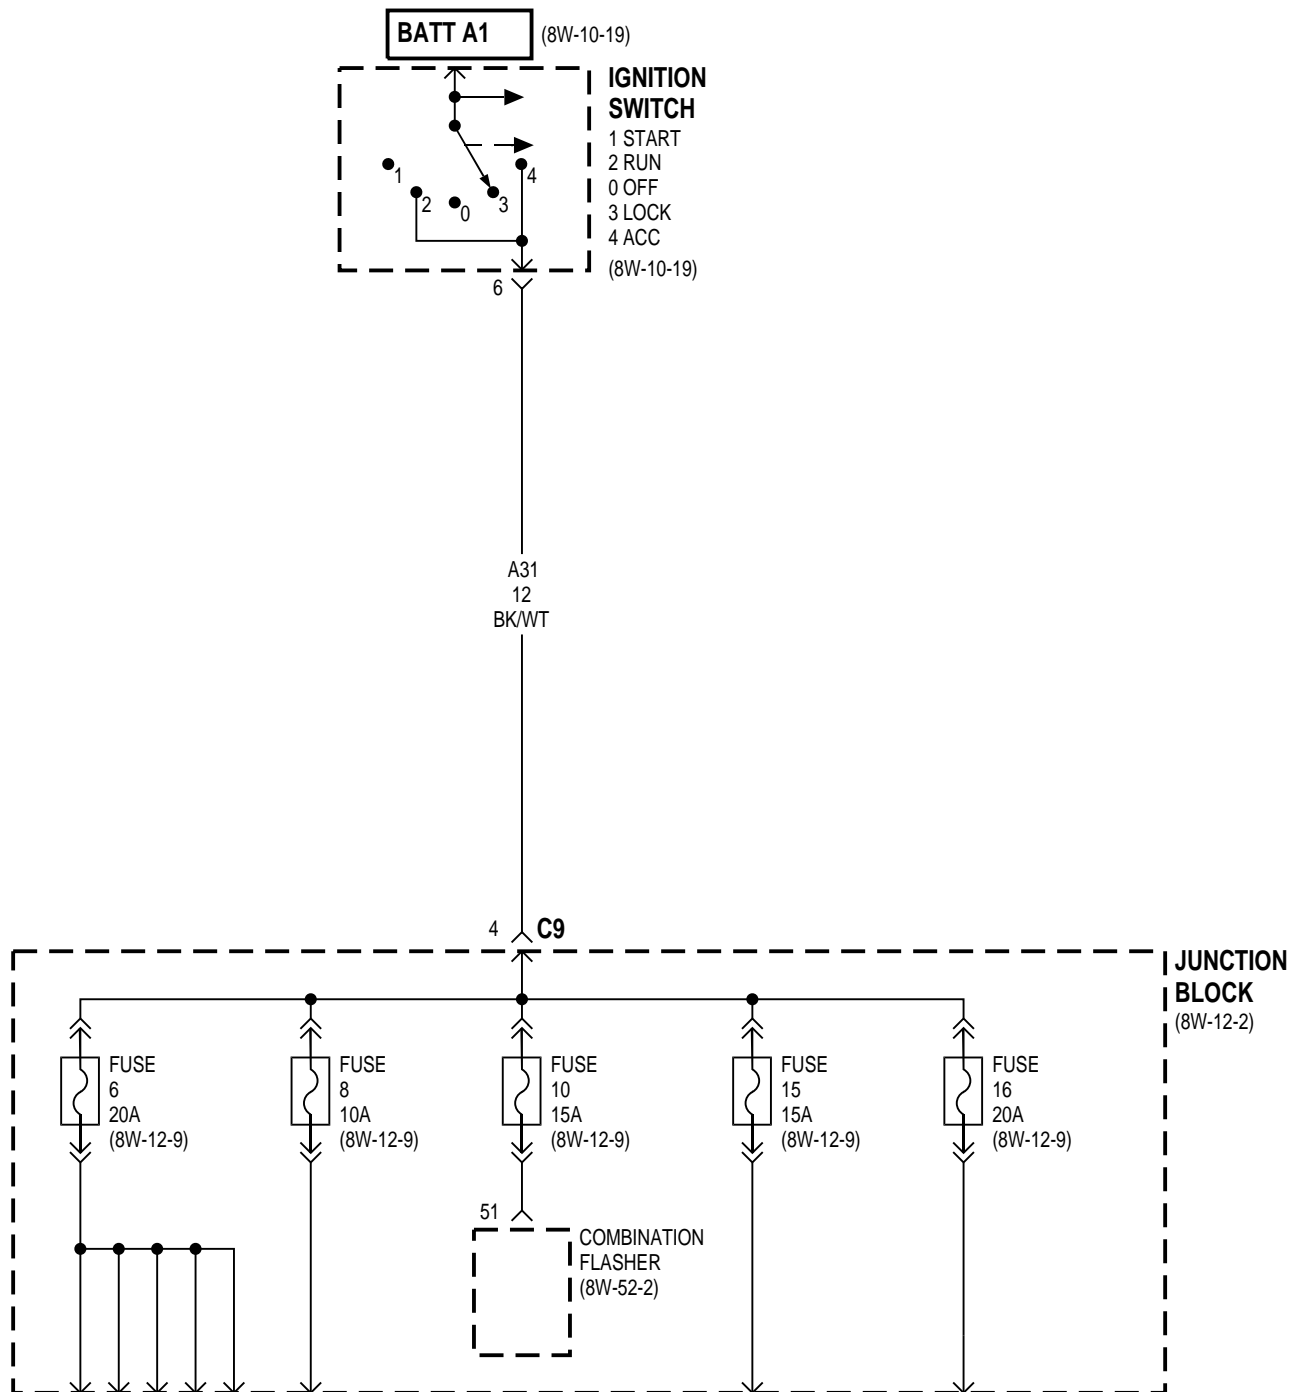 BATT A1 (8W-10-19)
IGNITION
SWITCH
1 START
2 RUN
0 OFF
3 LOCK
4 ACC
(8W-10-19)
1
2
0
3
4
6
A31
12
BK/WT
4 C9
JUNCTION
BLOCK
(8W-12-2)
FUSE
6
20A
(8W-12-9)
FUSE
8
10A
(8W-12-9)
FUSE
10
15A
(8W-12-9)
FUSE
15
15A
(8W-12-9)
FUSE
16
20A
(8W-12-9)
51
COMBINATION
FLASHER
(8W-52-2)